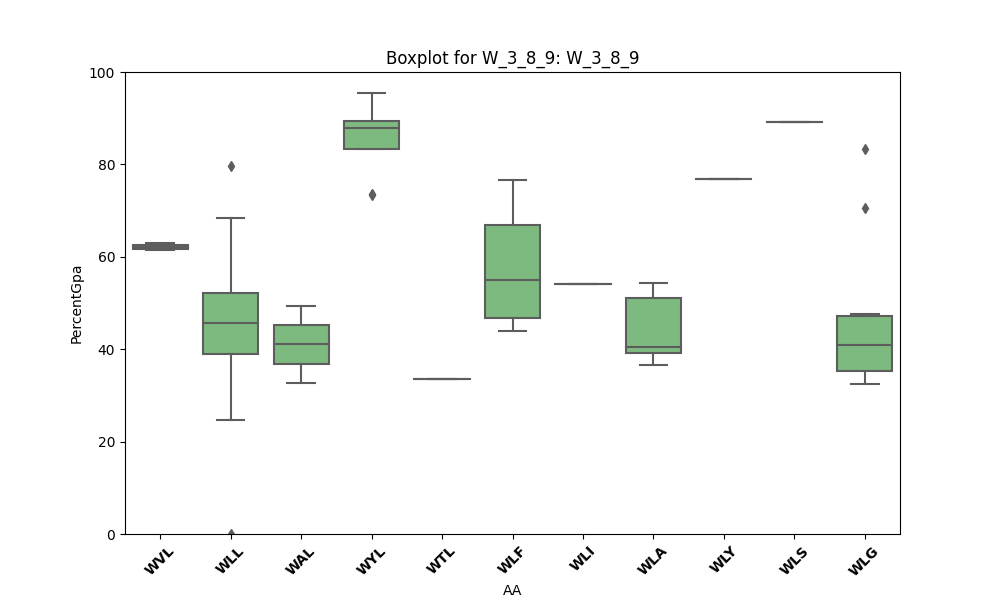 Boxplot for W_3_8_9: W_3_8_9
100
80
60
40
20
0
PercentGpa
WVL
WLL
WAL
WYL
WTL
WLF
WLI
WLA
WLY
WLS
WLG
AA